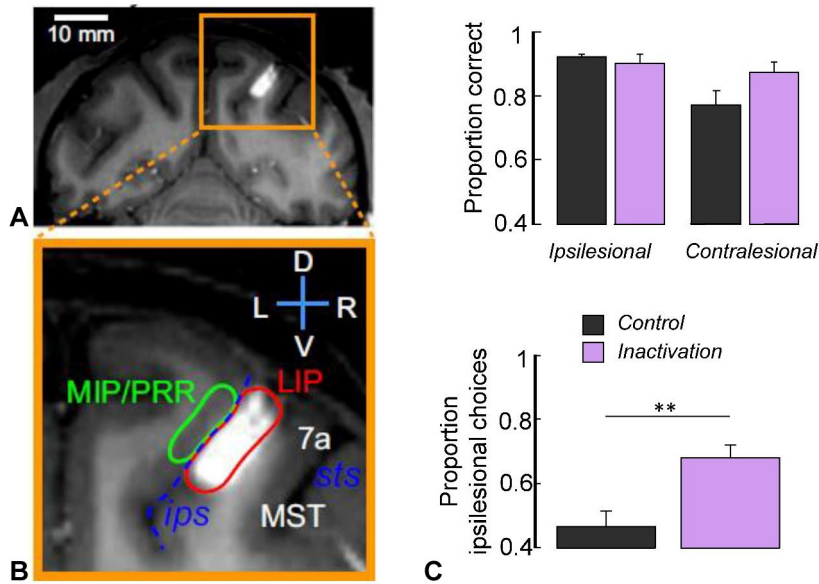 A
10 mm
B
D
L R
V
MIP/PRR
LIP
7a
sts
ips
MST
C
Proportion correct
1
0.8
0.6
0.4
Ipsilesional Contralesional
Control
Inactivation
Proportion
ipsilesional choices
1
0.8
0.6
0.4
**